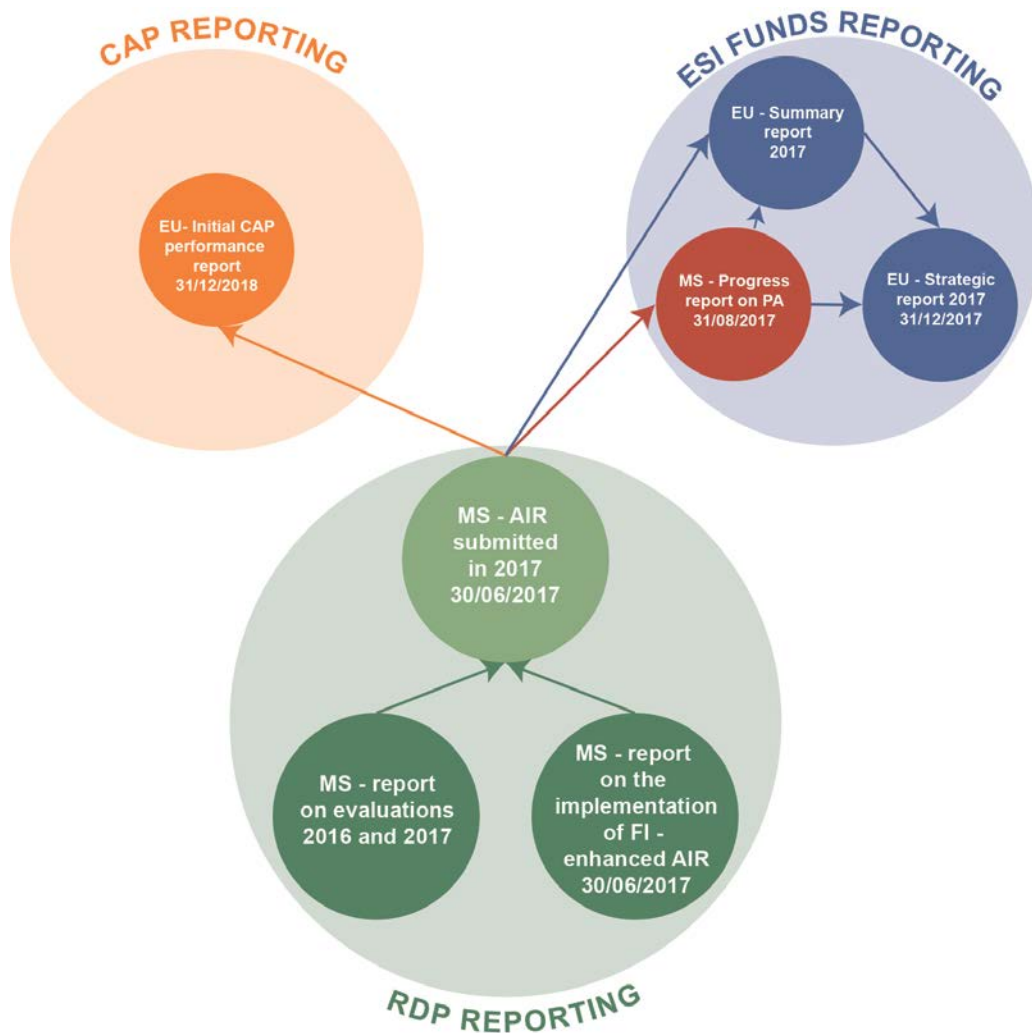 CAP REPORTING
EU- Initial CAP
performance
report
31/12/2018
ESI FUNDS REPORTING
EU - Summary
report
2017
MS - Progress
report on PA
31/08/2017
EU - Strategic
report 2017
31/12/2017
MS - AIR
submitted
in 2017
30/06/2017
MS - report
on evaluations
2016 and 2017
MS - report
on the
implementation
of FI -
enhanced AIR
30/06/2017
RDP REPORTING